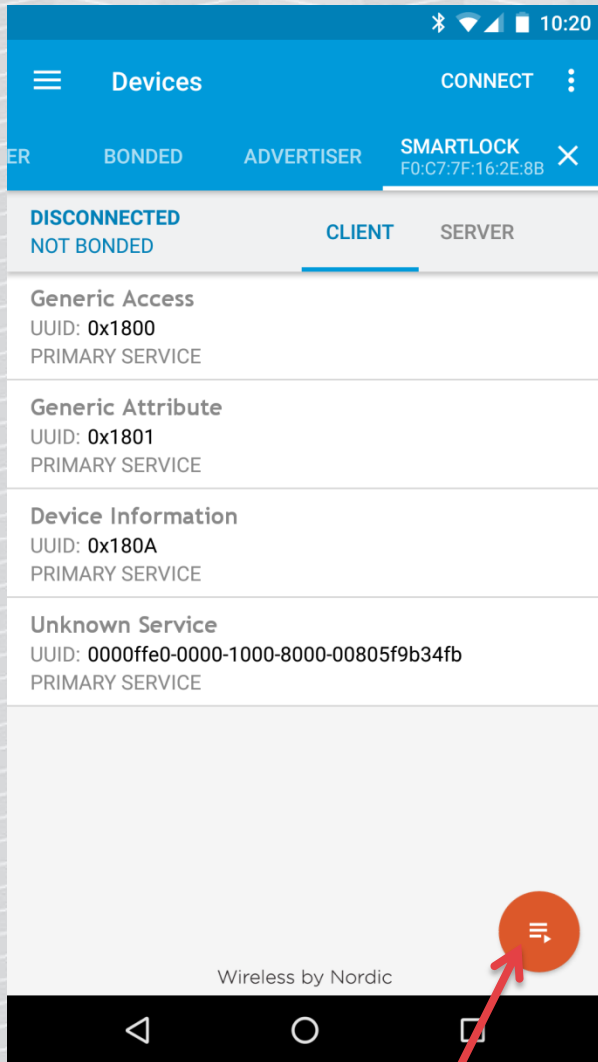 10:20
Devices CONNECT
ER BONDED ADVERTISER SMARTLOCK
F0:C7:7F:16:2E:8B
DISCONNECTED
NOT BONDED CLIENT SERVER
Generic Access
UUID: 0x1800
PRIMARY SERVICE
Generic Attribute
UUID: 0x1801
PRIMARY SERVICE
Device Information
UUID: 0x180A
PRIMARY SERVICE
Unknown Service
UUID: 0000ffe0-0000-1000-8000-00805f9b34fb
PRIMARY SERVICE
Wireless by Nordic